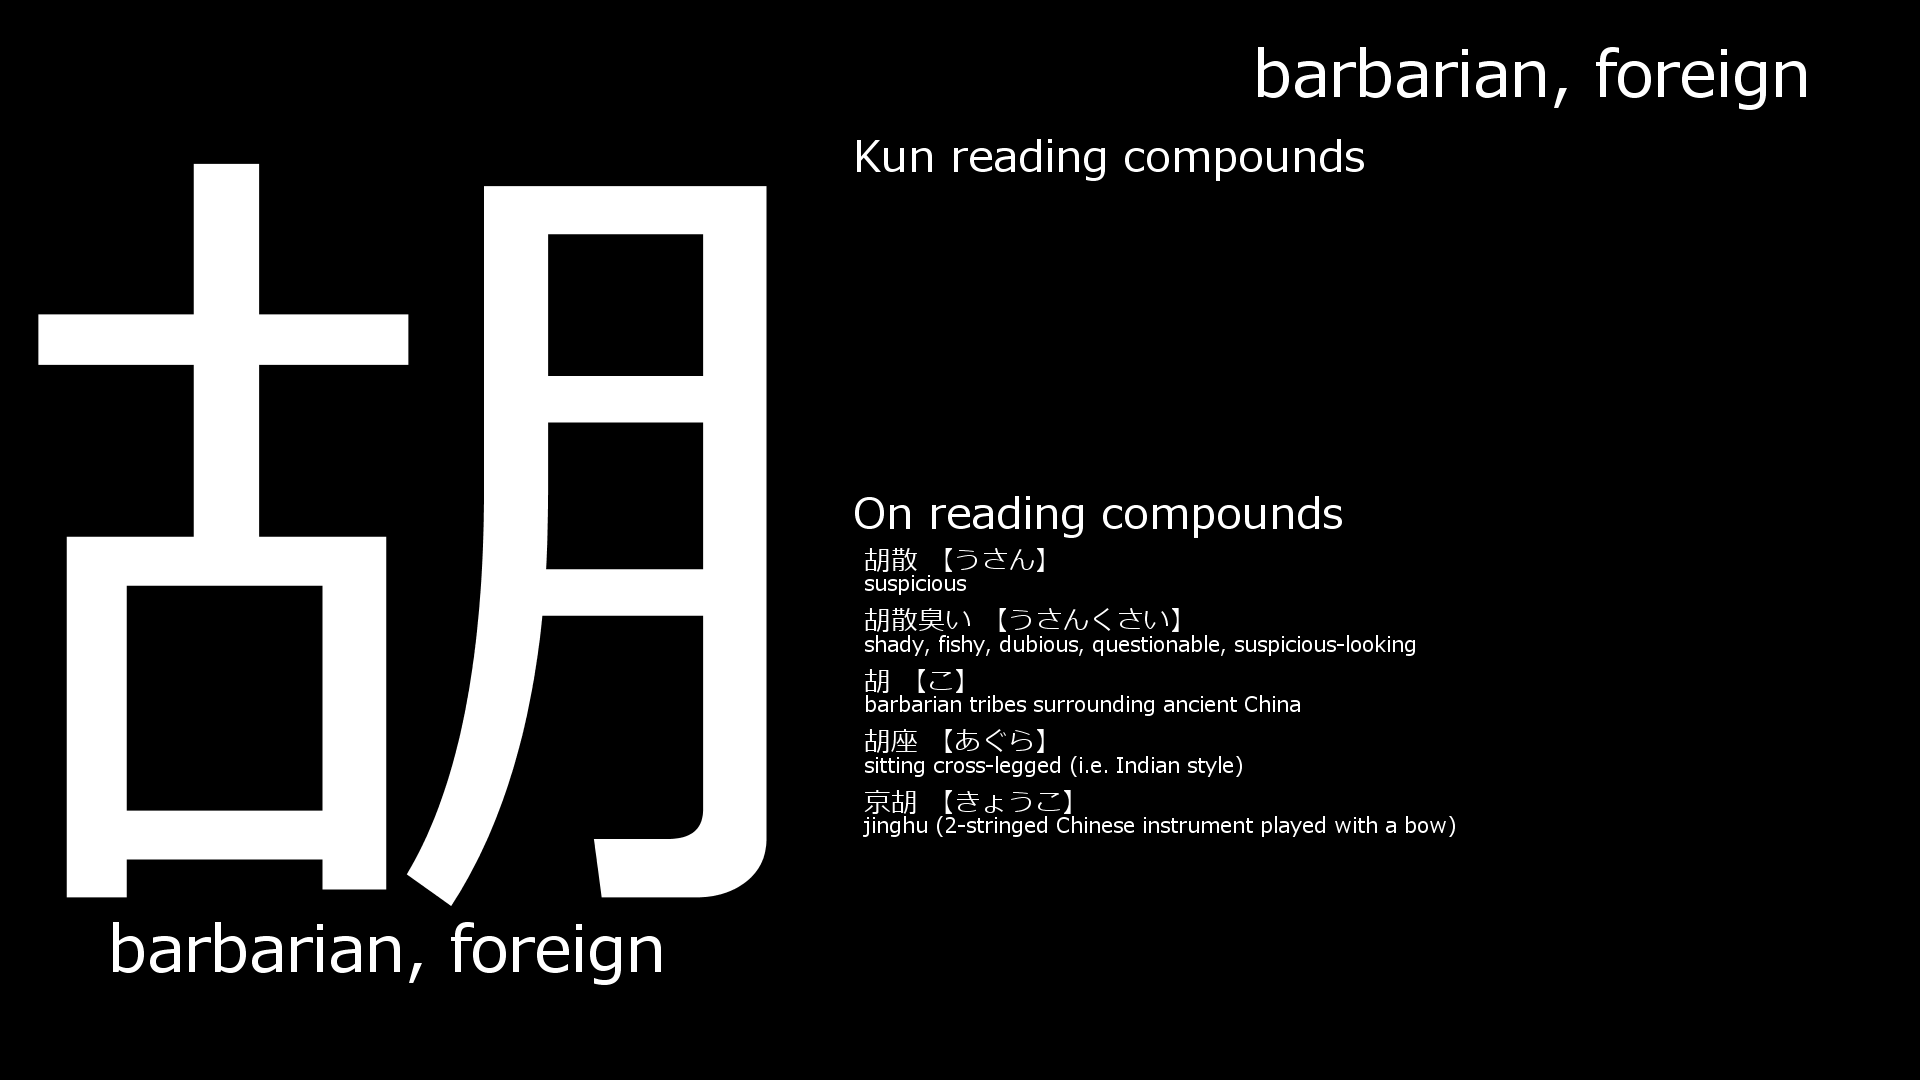 胡
barbarian, foreign
barbarian, foreign
Kun reading compounds
On reading compounds
胡散 【うさん】
suspicious
胡散臭い 【うさんくさい】
shady, fishy, dubious, questionable, suspicious-looking
胡 【こ】
barbarian tribes surrounding ancient China
胡座 【あぐら】
sitting cross-legged (i.e. Indian style)
京胡 【きょうこ】
jinghu (2-stringed Chinese instrument played with a bow)